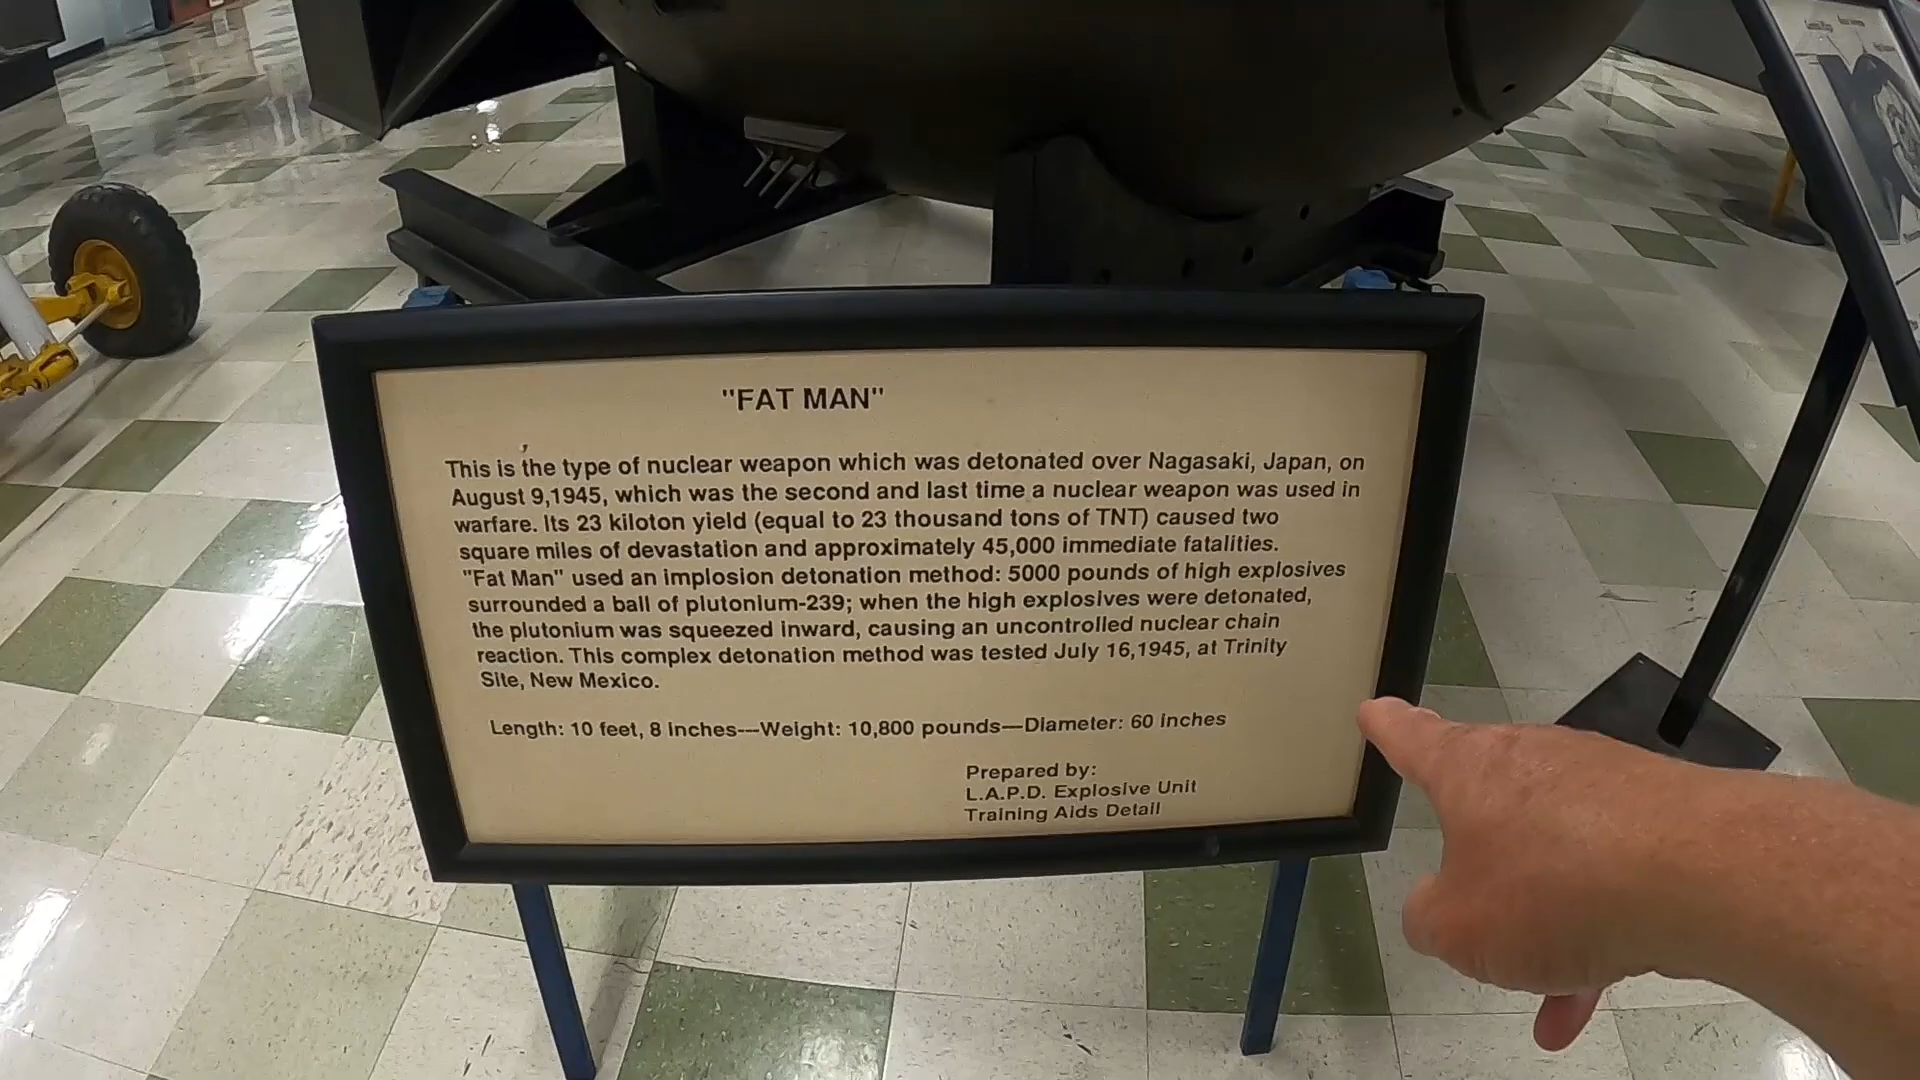 "FAT MAN"
This is the type of nuclear weapon which was detonated over Nagasaki, Japan, on
August 9,1945, which was the second and last time a nuclear weapon was used in
warfare. Its 23 kiloton yield (equal to 23 thousand tons of TNT) caused two
square miles of devastation and approximately 45,000 immediate fatalities.
"Fat Man" used an implosion detonation method: 5000 pounds of high explosives
surrounded a ball of plutonium-239; when the high explosives were detonated,
the plutonium was squeezed inward, causing an uncontrolled nuclear chain
reaction. This complex detonation method was tested July 16,1945, at Trinity
Site, New Mexico.
Length: 10 feet, 8 inches---Weight: 10,800 pounds—Diameter: 60 inches
Prepared by:
L.A.P.D. Explosive Unit
Training Aids Detail